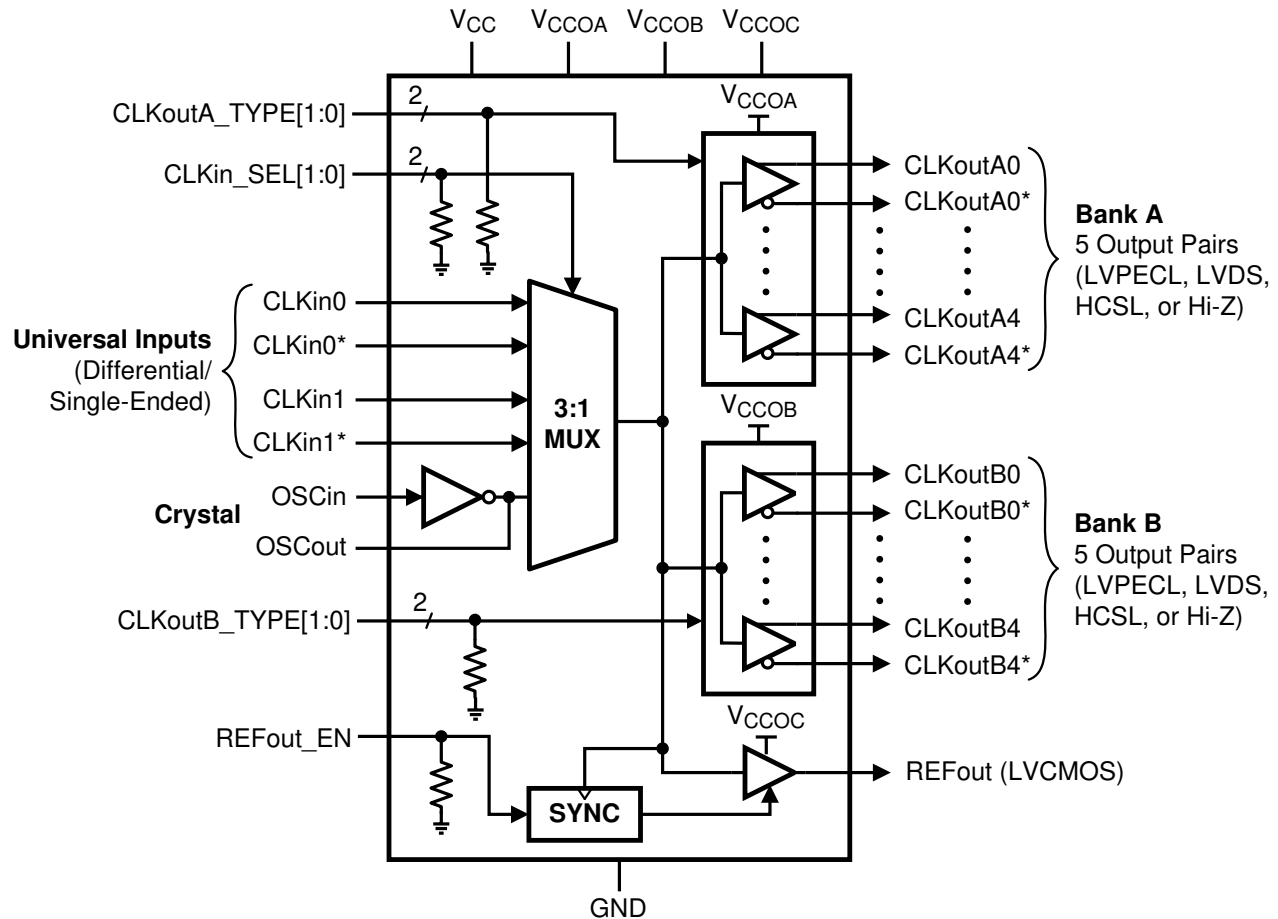 VCC
VCCOA
VCCOB
VCCOC
CLKoutA_TYPE[1:0]
2
CLKin_SEL[1:0]
2
VCCOA
CLKoutA0
CLKoutA0*
CLKoutA4
CLKoutA4*
Bank A
5 Output Pairs
(LVPECL, LVDS,
HCSL, or Hi-Z)
Universal Inputs
(Differential/
Single-Ended)
CLKin0
CLKin0*
CLKin1
CLKin1*
3:1
MUX
Crystal
OSCin
OSCout
VCCOB
CLKoutB0
CLKoutB0*
CLKoutB4
CLKoutB4*
Bank B
5 Output Pairs
(LVPECL, LVDS,
HCSL, or Hi-Z)
CLKoutB_TYPE[1:0]
2
REFout_EN
SYNC
VCCOC
REFout (LVCMOS)
GND